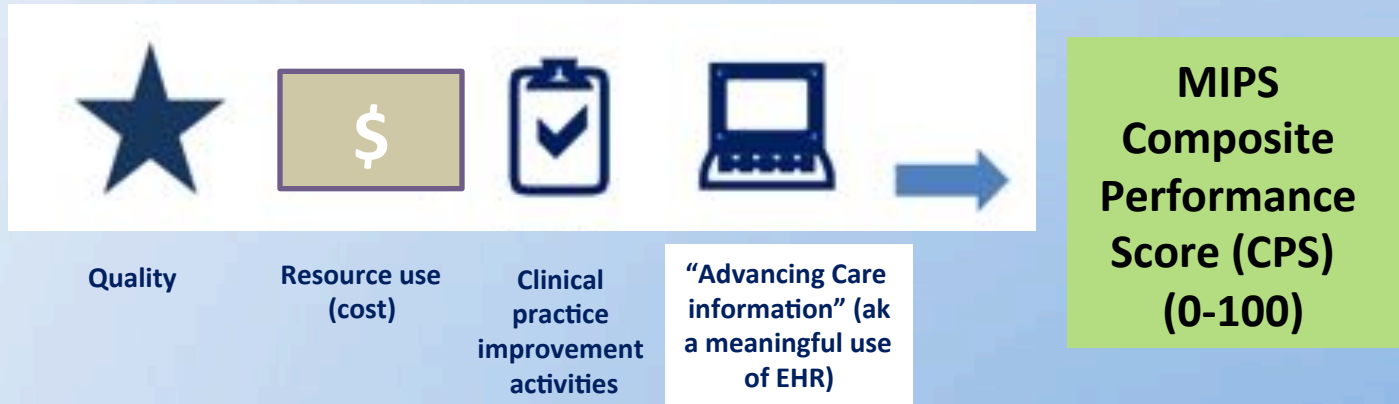 $
Quality
Resource use
(cost)
Clinical
practice
improvement
activities
“Advancing Care
information” (ak
a meaningful use
of EHR)
MIPS
Composite
Performance
Score (CPS)
(0-100)